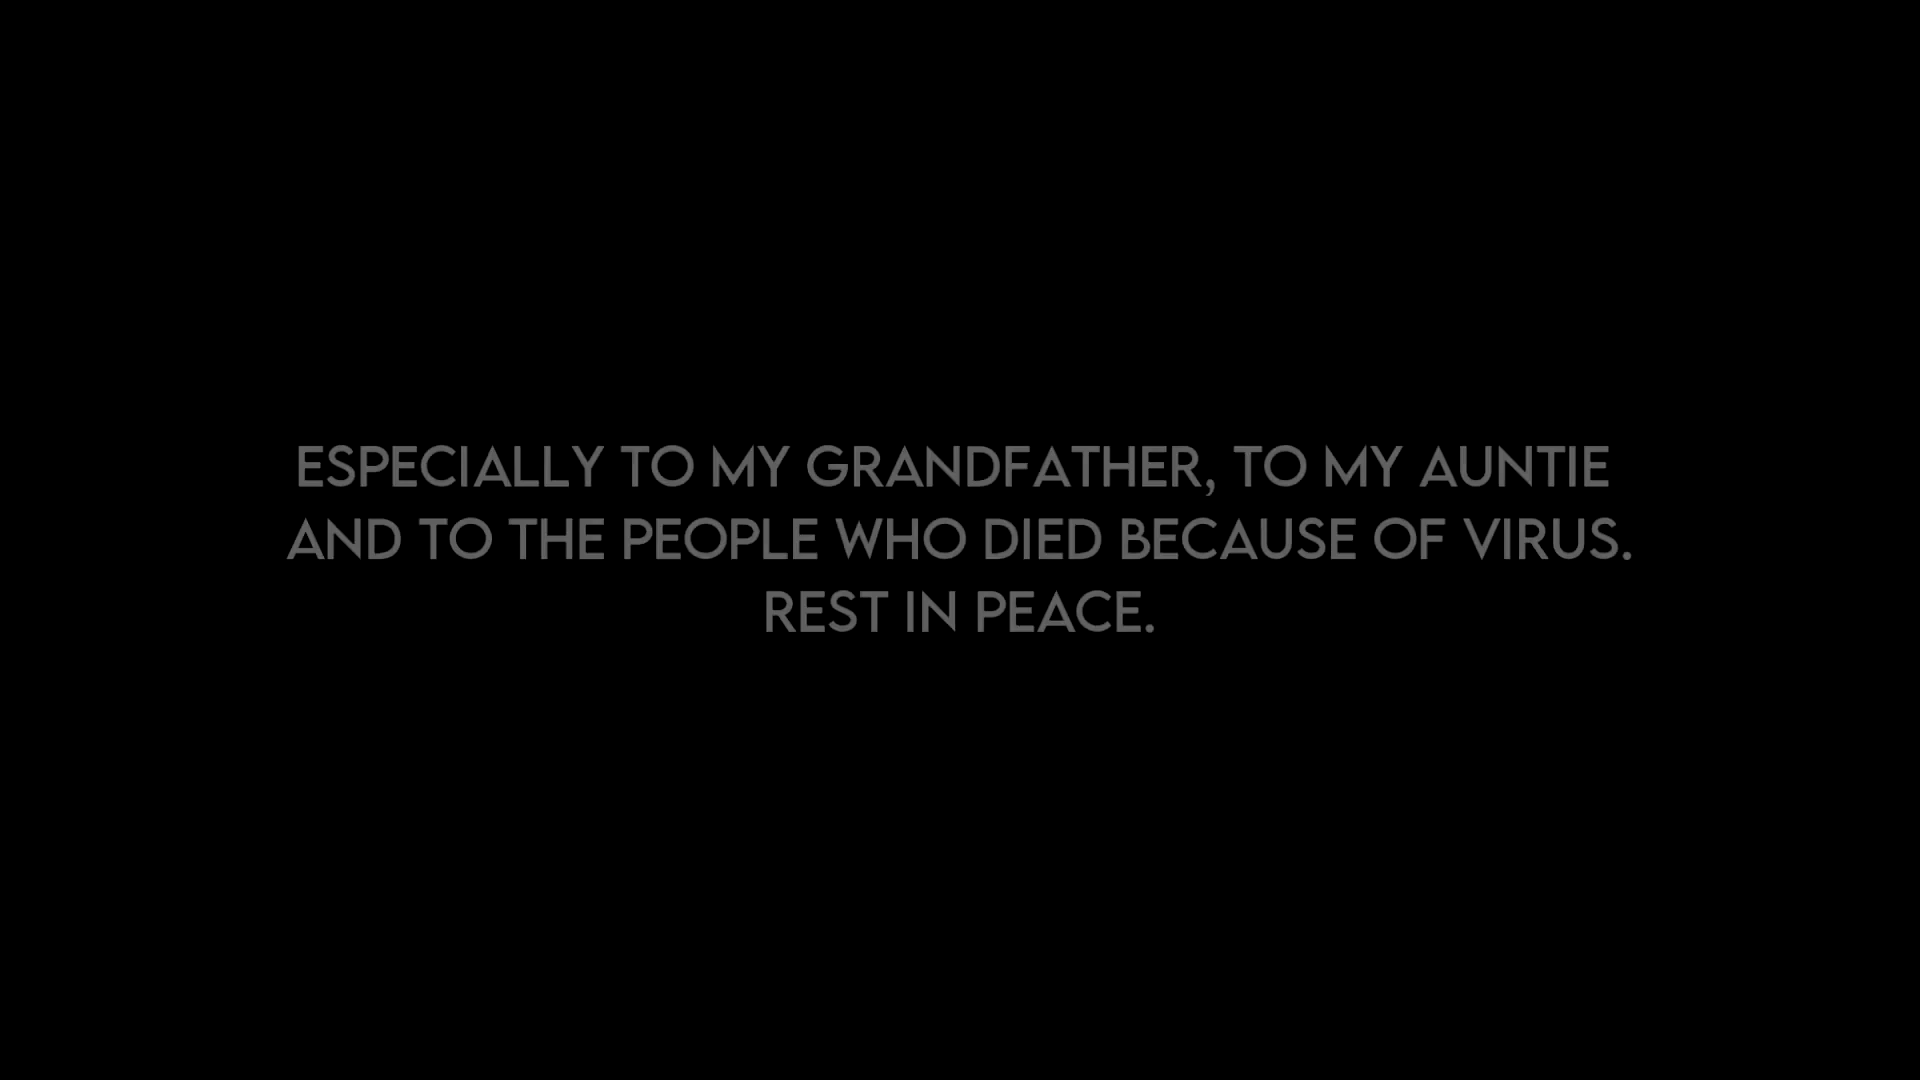 ESPECIALLY TO MY GRANDFATHER, TO MY AUNTIE
AND TO THE PEOPLE WHO DIED BECAUSE OF VIRUS.
REST IN PEACE.